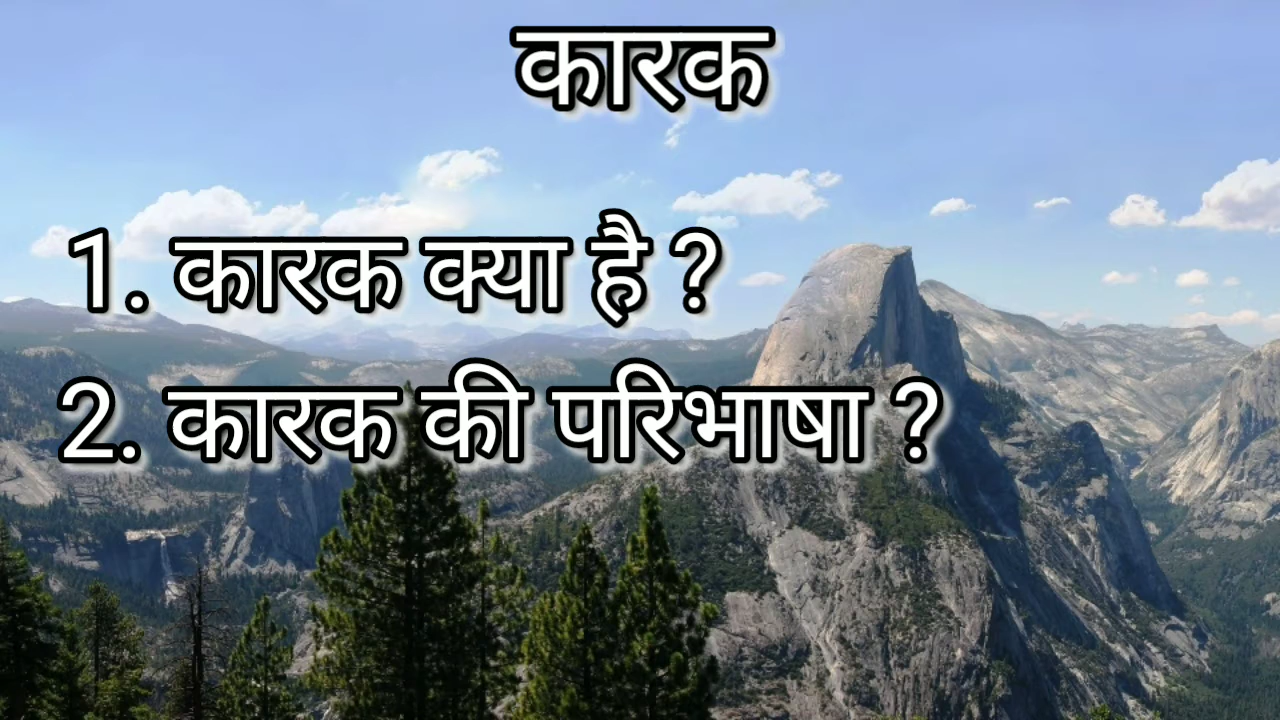 कारक
1. कारक क्या है ?
2. कारक की परिभाषा ?